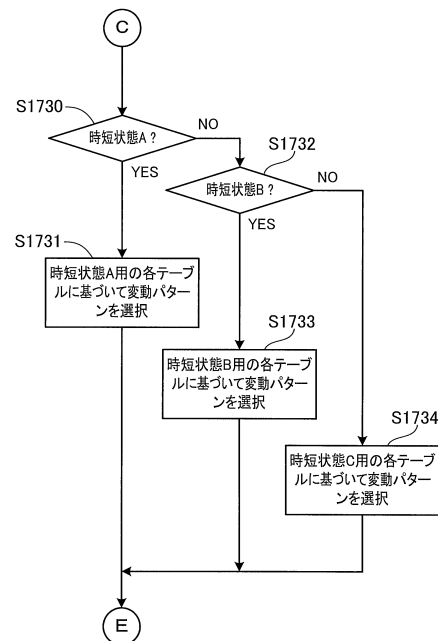 C
S1730
時短状態A?
NO
YES
S1732
時短状態B?
NO
YES
S1731
時短状態A用の各テーブ
ルに基づいて変動パター
ンを選択
S1733
時短状態B用の各テーブ
ルに基づいて変動パター
ンを選択
S1734
時短状態C用の各テーブ
ルに基づいて変動パター
ンを選択
E